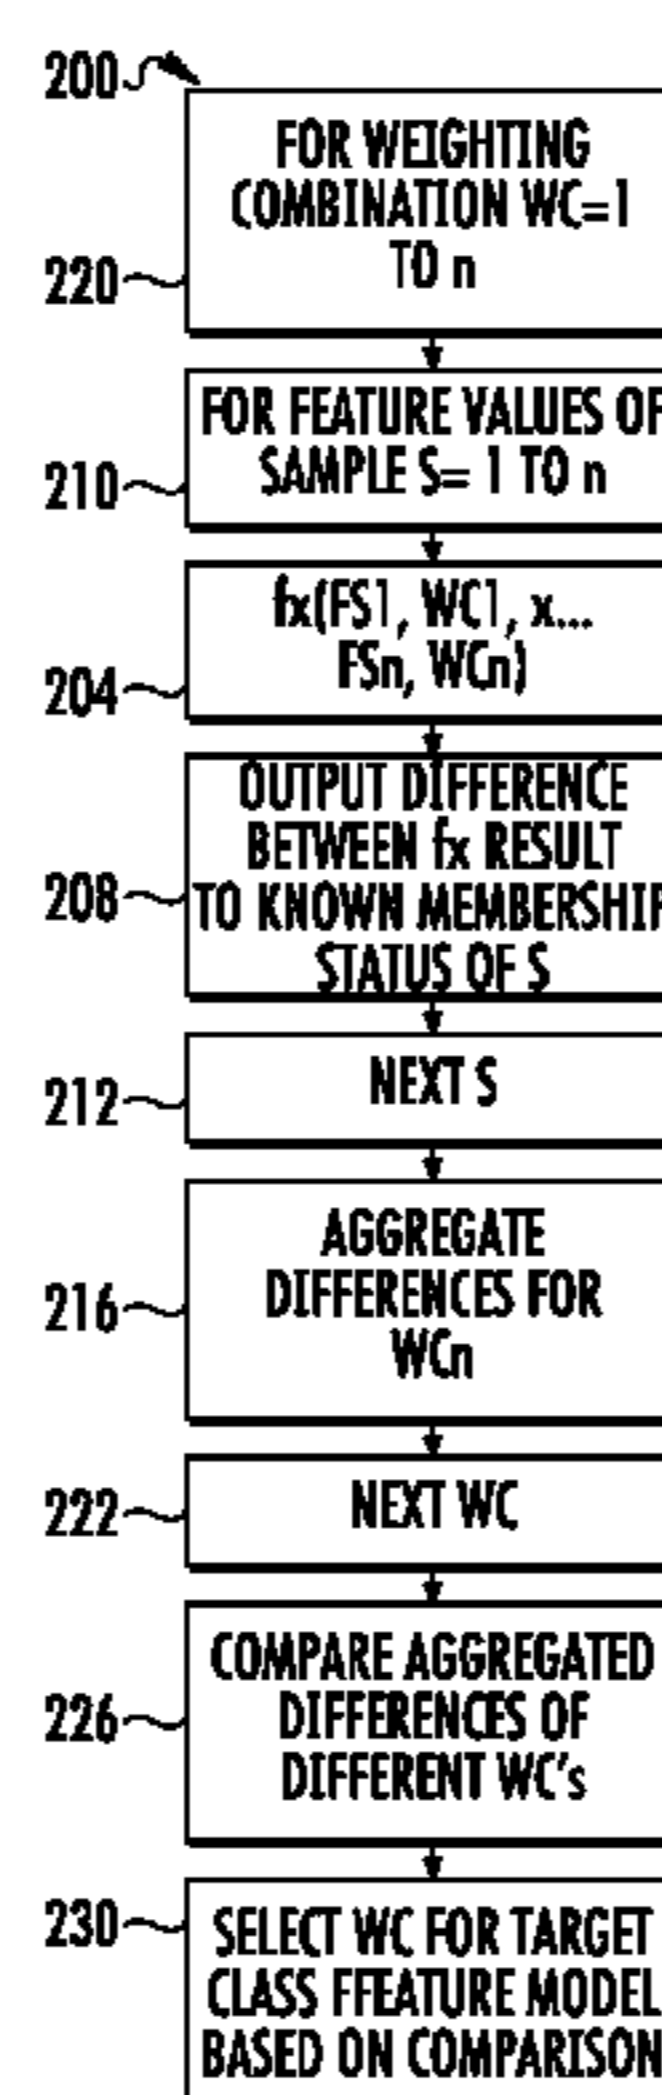 200
FOR WEIGHTING
COMBINATION WC=1
TO n
220
FOR FEATURE VALUES OF
SAMPLE S= 1 TO n
210
fx(FS1, WC1, x...
FSn, WCn)
204
OUTPUT DIFFERENCE
BETWEEN fx RESULT
TO KNOWN MEMBERSHIP
STATUS OF S
208
NEXT S
212
AGGREGATE
DIFFERENCES FOR
WCn
216
NEXT WC
222
COMPARE AGGREGATED
DIFFERENCES OF
DIFFERENT WC's
226
SELECT WC FOR TARGET
CLASS FFEATURE MODEL
BASED ON COMPARISON
230